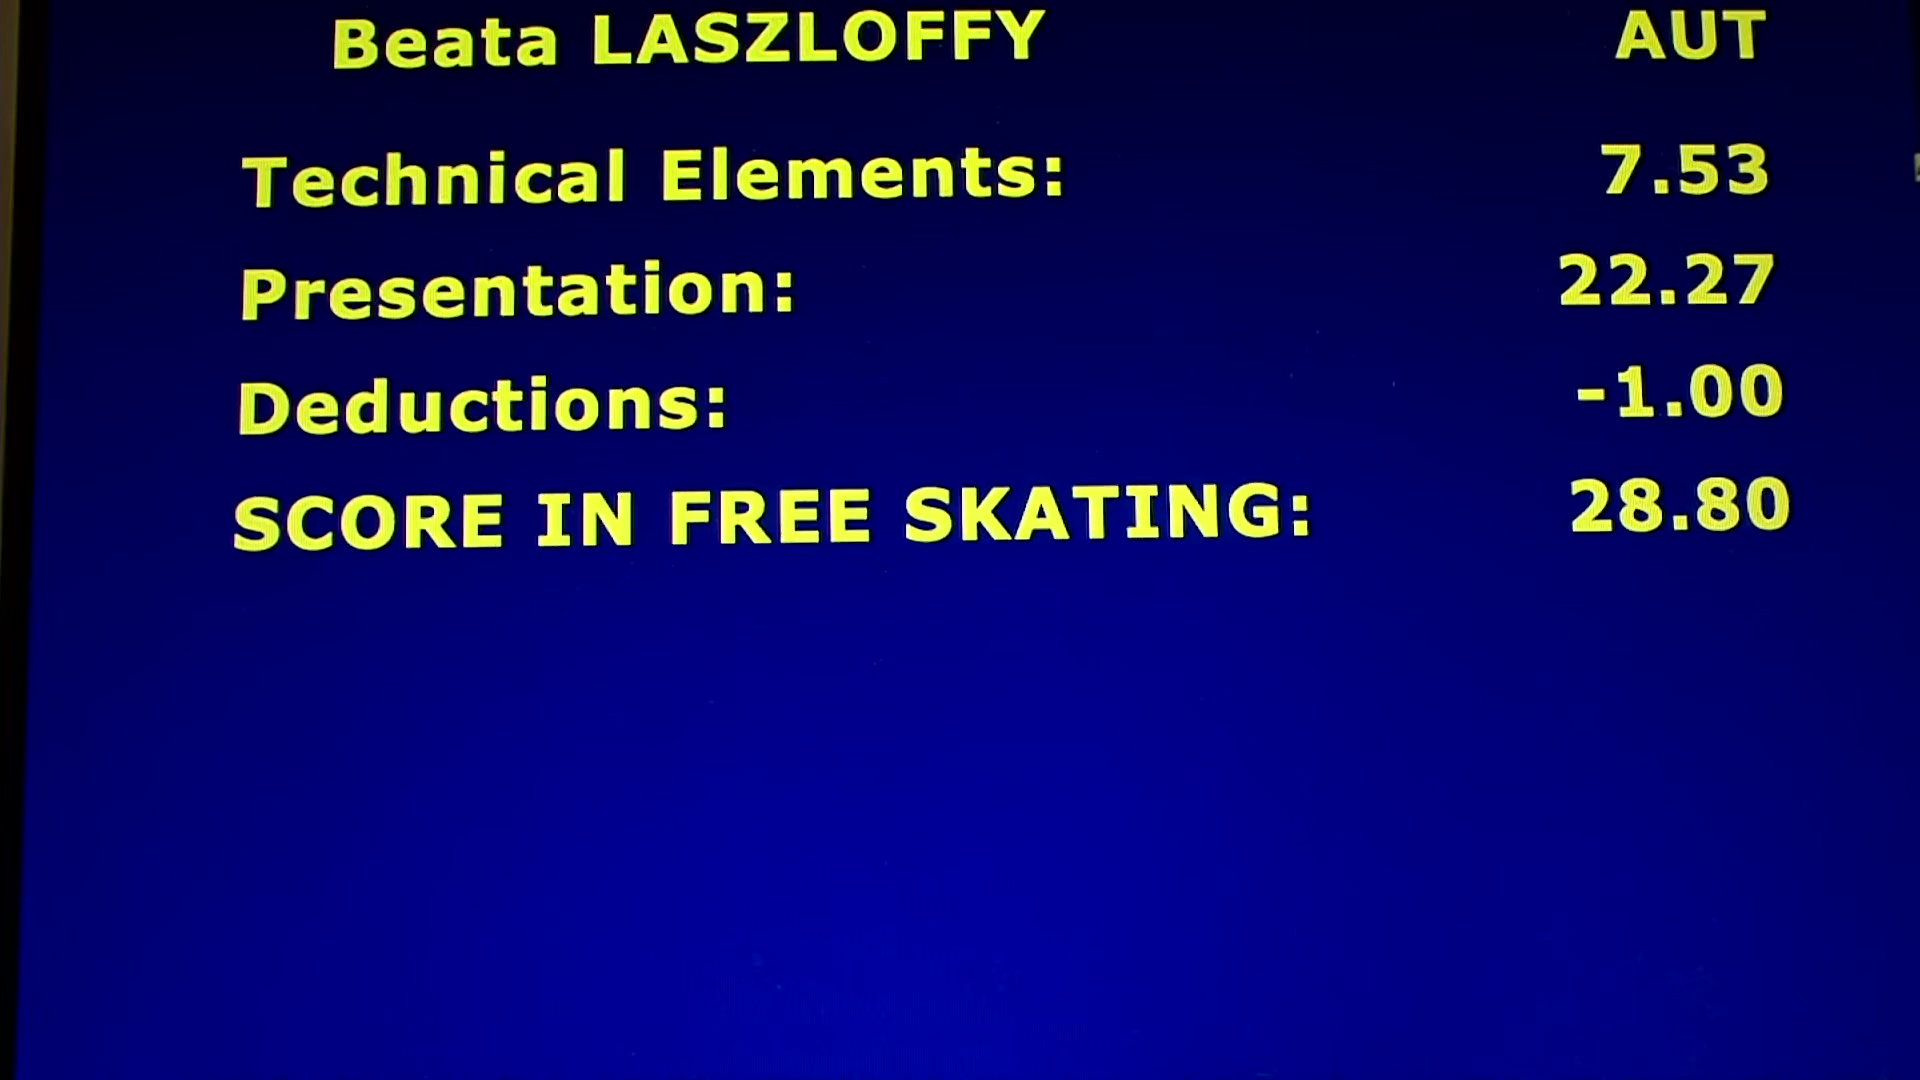 Beata LASZLOFFY AUT
Technical Elements: 7.53
Presentation: 22.27
Deductions: -1.00
SCORE IN FREE SKATING: 28.80